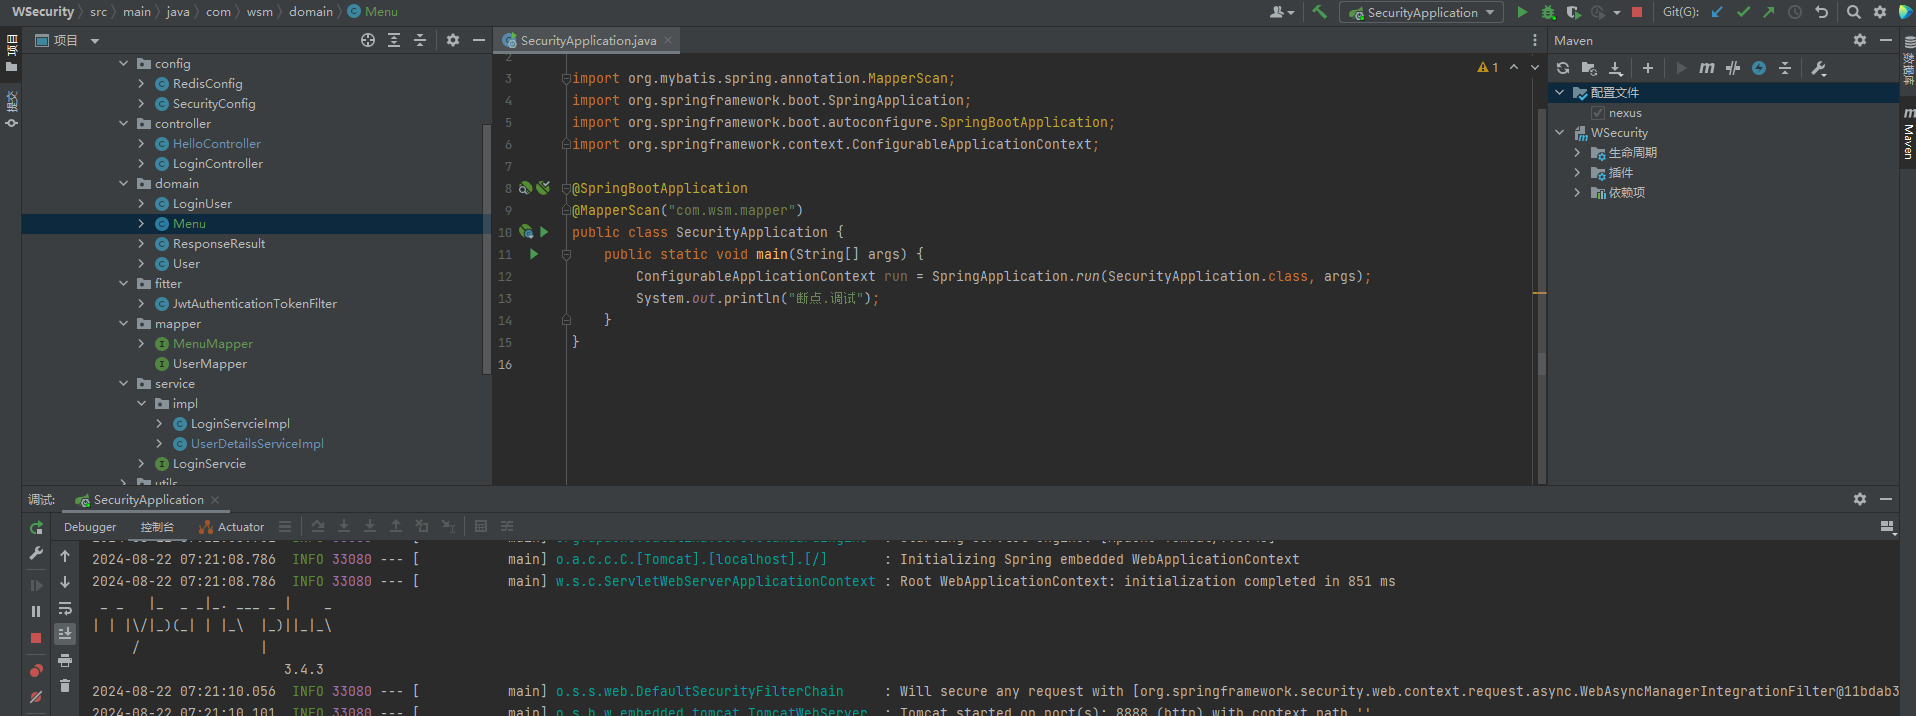 WSecurity src main java com wsm domain Menu
SecurityApplication
Git(G):
项目
提交
项目
config
RedisConfig
SecurityConfig
controller
HelloController
LoginController
domain
LoginUser
Menu
ResponseResult
User
fitter
JwtAuthenticationTokenFilter
mapper
MenuMapper
UserMapper
service
impl
LoginServcieImpl
UserDetailsServiceImpl
LoginServcie
utils
SecurityApplication.java
1
2
3 import org.mybatis.spring.annotation.MapperScan;
4 import org.springframework.boot.SpringApplication;
5 import org.springframework.boot.autoconfigure.SpringBootApplication;
6 import org.springframework.context.ConfigurableApplicationContext;
7
8 @SpringBootApplication
9 @MapperScan("com.wsm.mapper")
10 public class SecurityApplication {
11 public static void main(String[] args) {
12 ConfigurableApplicationContext run = SpringApplication.run(SecurityApplication.class, args);
13 System.out.println("断点.调试");
14 }
15 }
16
Maven
配置文件
nexus
WSecurity
生命周期
插件
依赖项
数据库
Maven
调试: SecurityApplication
Debugger 控制台 Actuator
2024-08-22 07:21:08.786 INFO 33080 --- [ main] o.a.c.c.C.[Tomcat].[localhost].[/] : Initializing Spring embedded WebApplicationContext
2024-08-22 07:21:08.786 INFO 33080 --- [ main] w.s.c.ServletWebServerApplicationContext : Root WebApplicationContext: initialization completed in 851 ms
_ _ |_ _ _|_. ___ _ | _
| | |\/|_)(_| | |_\ |_)||_|_\
/ |
3.4.3
2024-08-22 07:21:10.056 INFO 33080 --- [ main] o.s.s.web.DefaultSecurityFilterChain : Will secure any request with [org.springframework.security.web.context.request.async.WebAsyncManagerIntegrationFilter@11bdab3
2024-08-22 07:21:10.101 INFO 33080 --- [ main] o.s.b.w.embedded.tomcat.TomcatWebServer : Tomcat started on port(s): 8888 (http) with context path ''